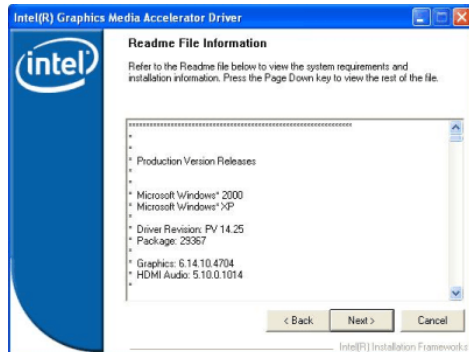 Intel(R) Graphics Media Accelerator Driver
intel
Readme File Information
Refer to the Readme file below to view the system requirements and
installation information. Press the Page Down key to view the rest of the file.
*******************************************************
*
*
* Production Version Releases
*
*
* Microsoft Windows* 2000
* Microsoft Windows* XP
*
* Driver Revision: PV 14.25
* Package: 29367
*
* Graphics: 6.14.10.4704
* HDMI Audio: 5.10.0.1014
*
< Back Next > Cancel
Intel(R) Installation Frameworks